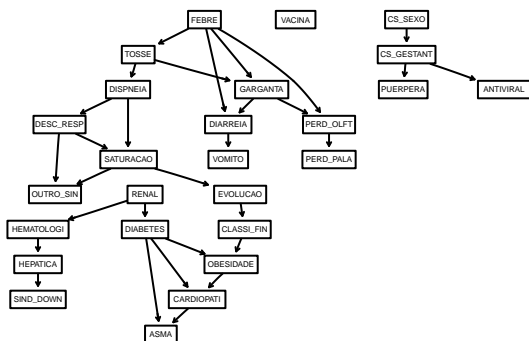 FEBRE
VACINA
CS_SEXO
TOSSE
CS_GESTANT
DISPNEIA
GARGANTA
PUERPERA
ANTIVIRAL
DESC_RESP
DIARREIA
PERD_OLFT
SATURACAO
VOMITO
PERD_PALA
OUTRO_SIN
RENAL
EVOLUCAO
HEMATOLOGI
DIABETES
CLASSI_FIN
HEPATICA
OBESIDADE
SIND_DOWN
CARDIOPATI
ASMA